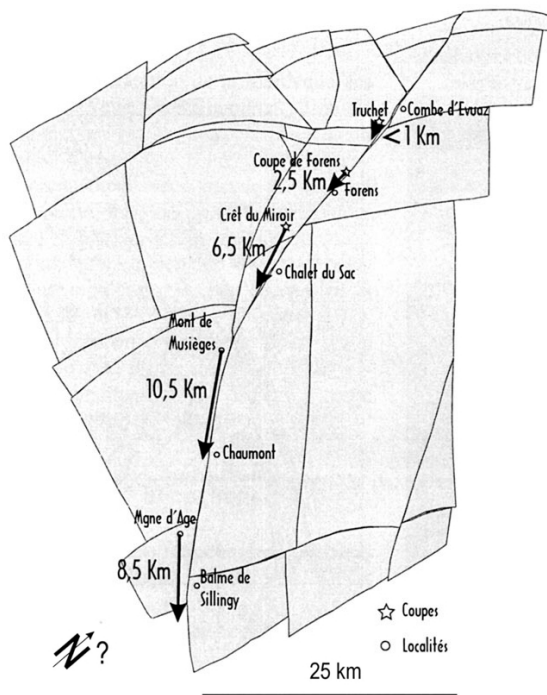 Truchet
Combe d'Evuaz
< 1 Km
Coupe de Forens
2,5 Km
Forens
Crêt du Miroir
6,5 Km
Chalet du Sac
Mont de
Musièges
10,5 Km
Chaumont
Mgne d'Age
8,5 Km
Balme de
Sillingy
Coupes
Localités
N ?
25 km